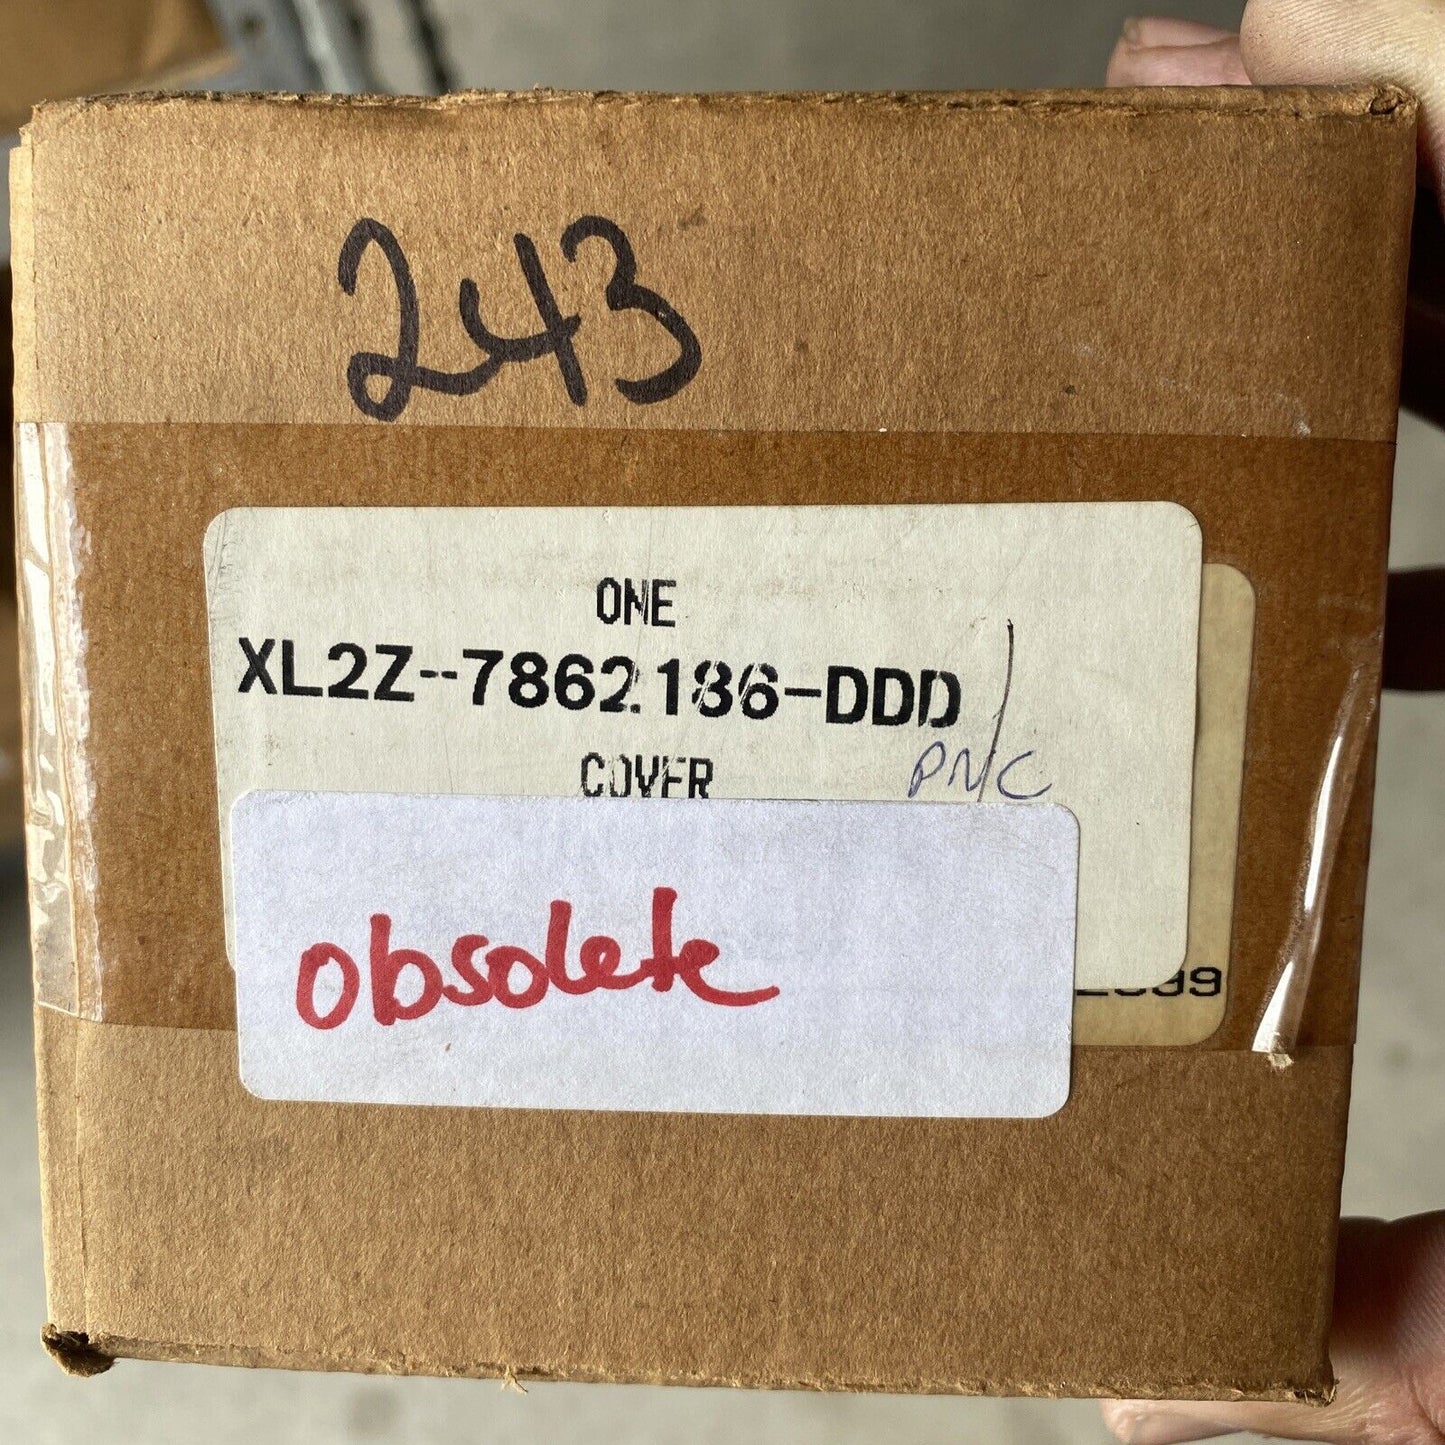 243
ONE
XL2Z-7862186-DDD
COVER
PNC
obsolete